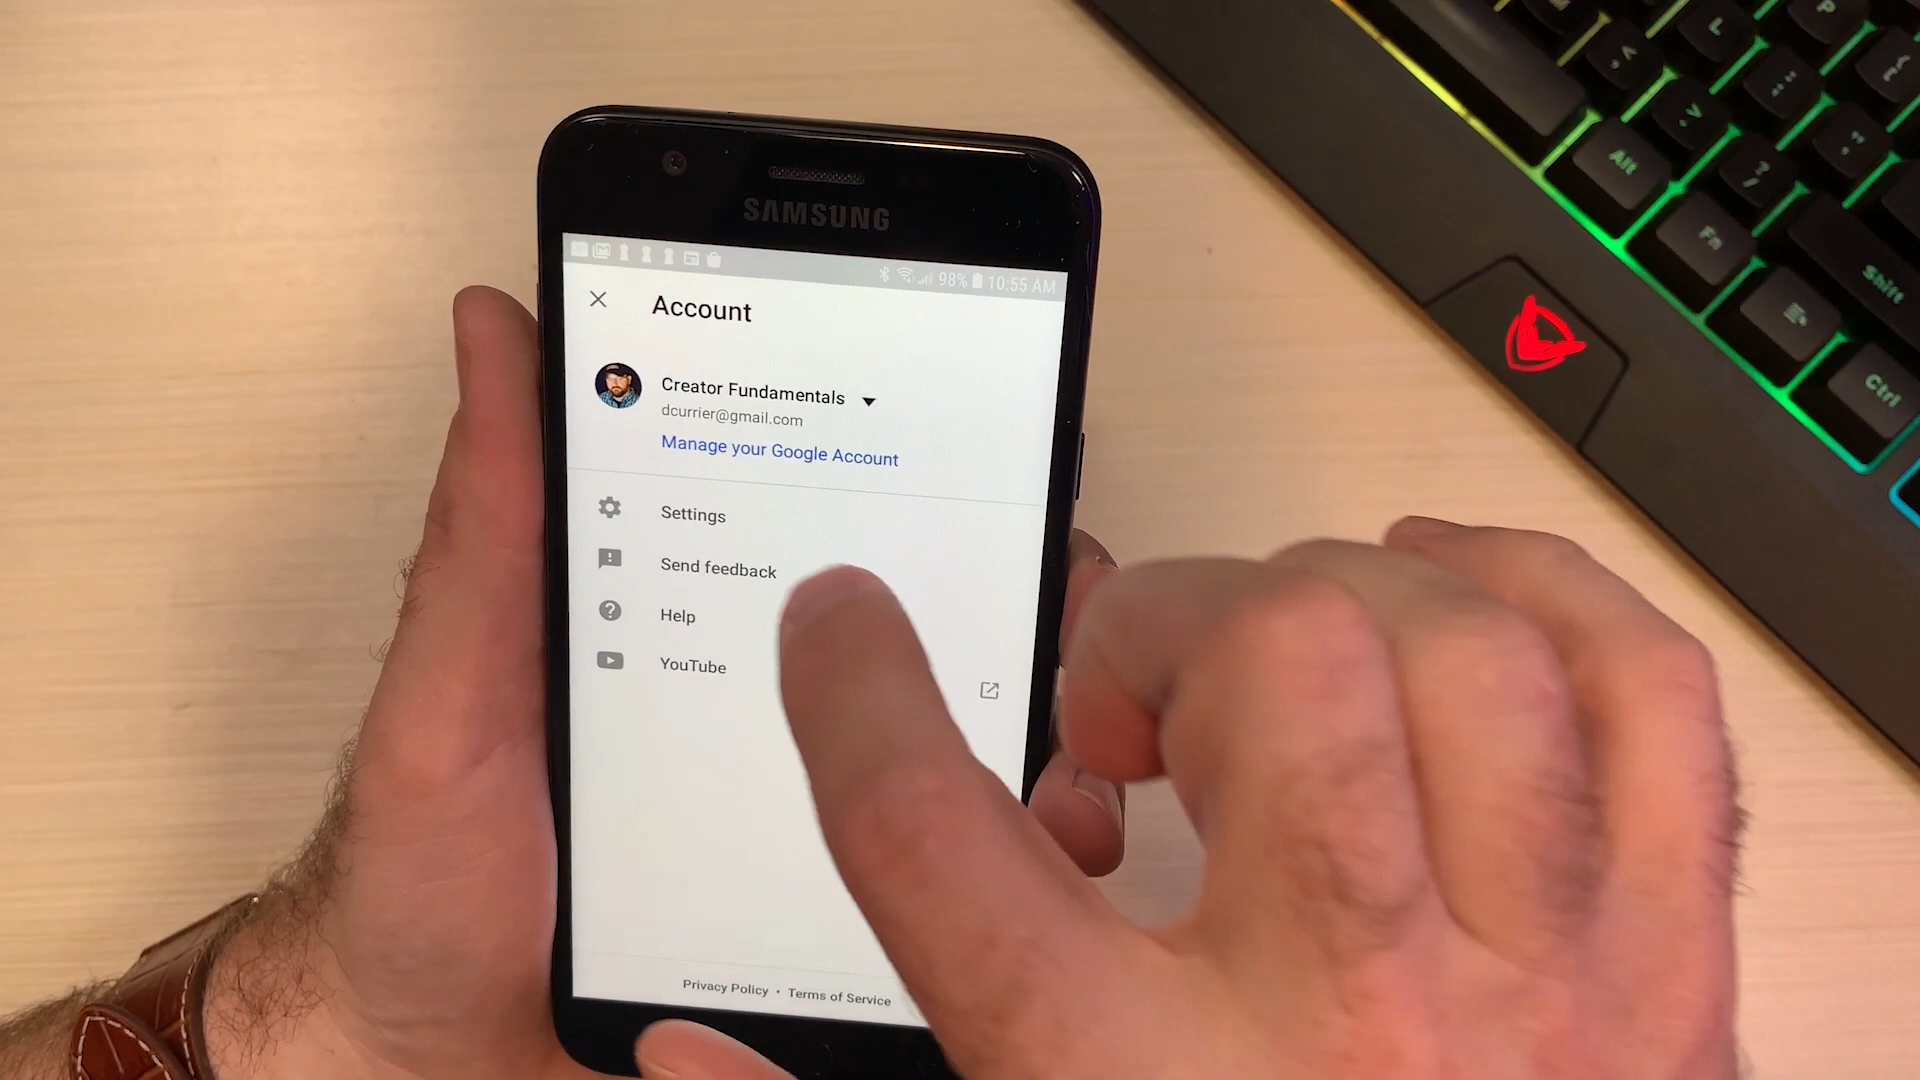 SAMSUNG
98% 10:55 AM
Account
Creator Fundamentals
dcurrier@gmail.com
Manage your Google Account
Settings
Send feedback
Help
YouTube
Privacy Policy • Terms of Service
P
L
Alt
Fn
Shift
Ctrl